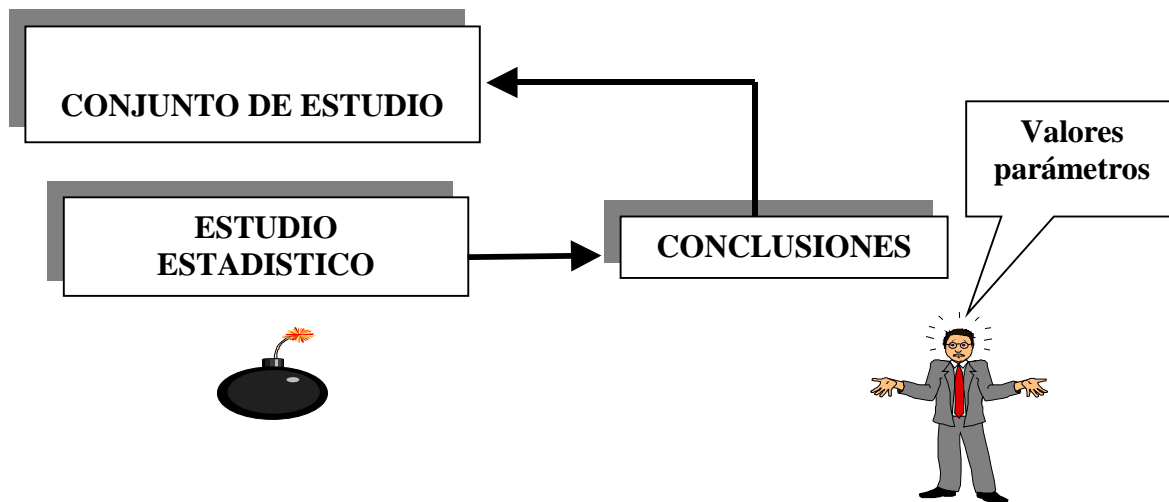 CONJUNTO DE ESTUDIO
Valores
parámetros
ESTUDIO
ESTADISTICO
CONCLUSIONES